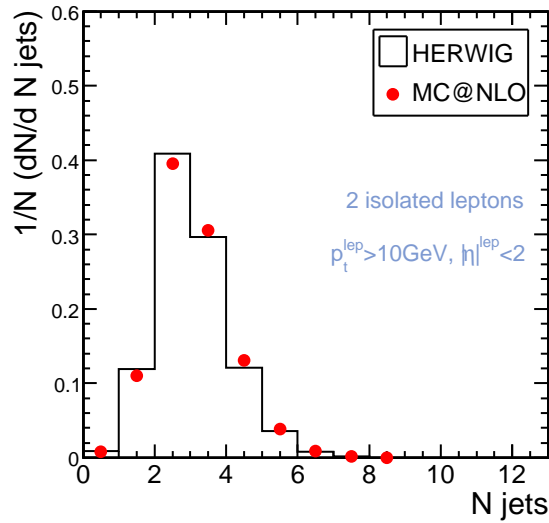 1/N (dN/d N jets)
0.6
0.5
0.4
0.3
0.2
0.1
0
HERWIG
MC@NLO
2 isolated leptons
p_t^lep>10GeV, |η|^lep<2
0 2 4 6 8 10 12
N jets